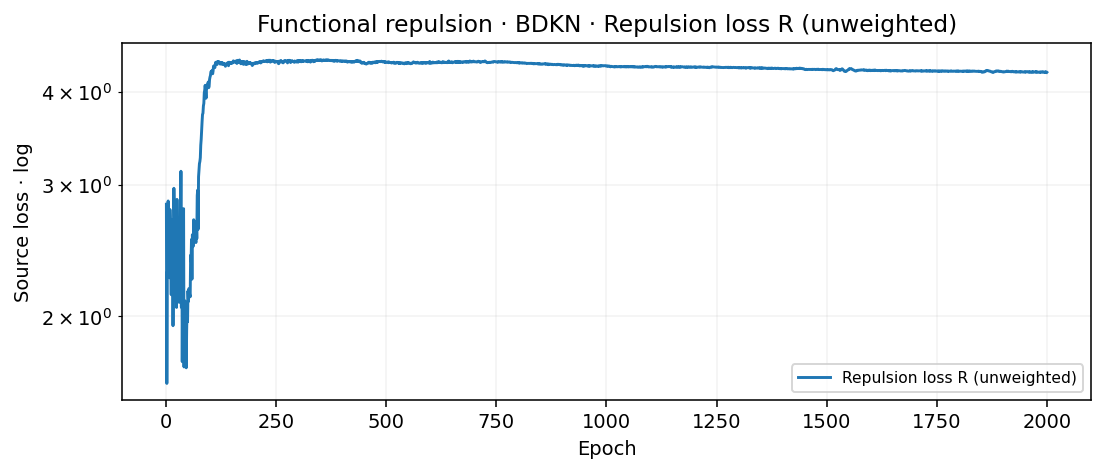 Functional repulsion · BDKN · Repulsion loss R (unweighted)
Source loss · log
4 × 10⁰
3 × 10⁰
2 × 10⁰
Repulsion loss R (unweighted)
0 250 500 750 1000 1250 1500 1750 2000
Epoch